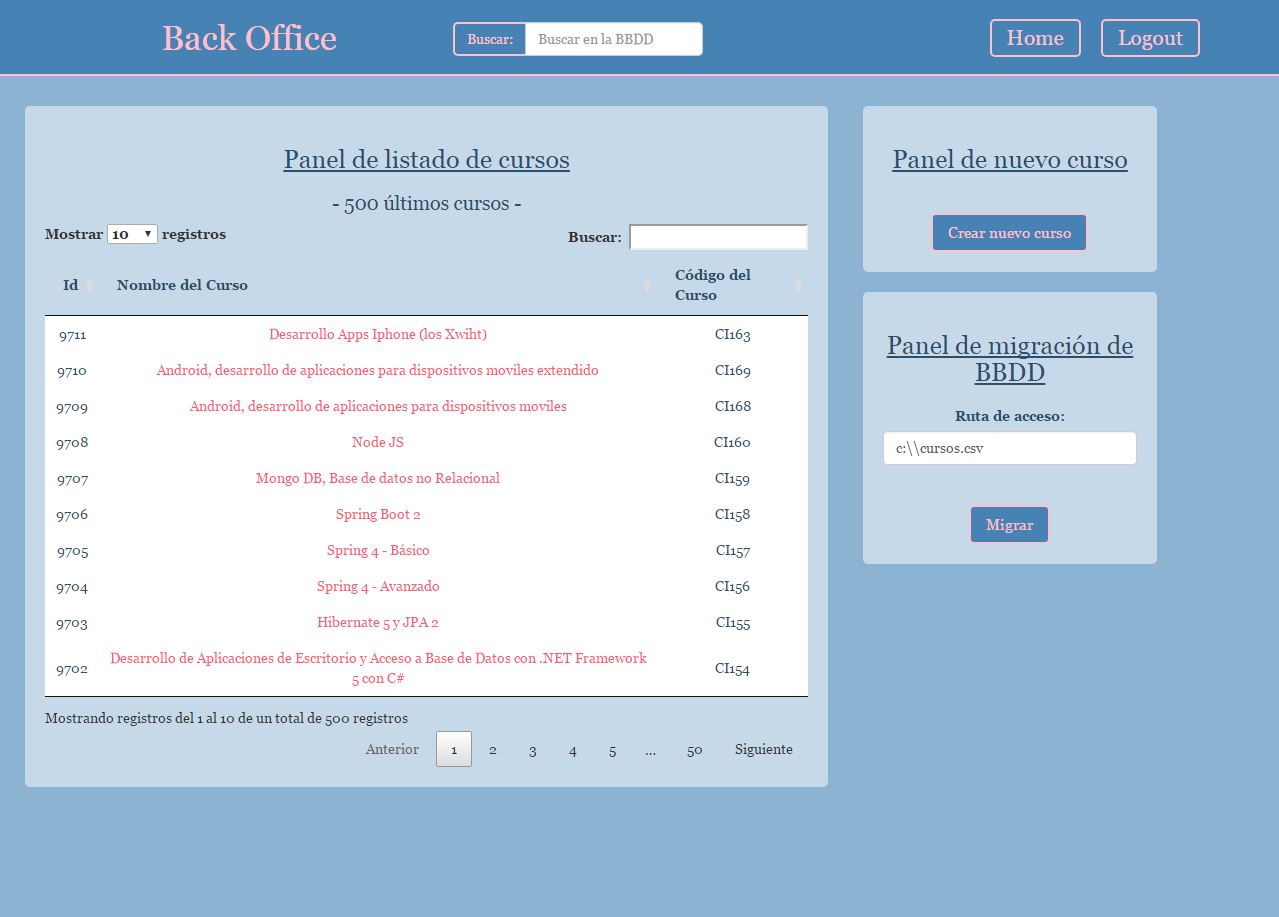 Back Office
Buscar: Buscar en la BBDD
Home
Logout
Panel de listado de cursos
- 500 últimos cursos -
Mostrar 10 registros
Buscar:
Id Nombre del Curso Código del
Curso
9711 Desarrollo Apps Iphone (los Xwiht) CI163
9710 Android, desarrollo de aplicaciones para dispositivos moviles extendido CI169
9709 Android, desarrollo de aplicaciones para dispositivos moviles CI168
9708 Node JS CI160
9707 Mongo DB, Base de datos no Relacional CI159
9706 Spring Boot 2 CI158
9705 Spring 4 - Básico CI157
9704 Spring 4 - Avanzado CI156
9703 Hibernate 5 y JPA 2 CI155
9702 Desarrollo de Aplicaciones de Escritorio y Acceso a Base de Datos con .NET Framework CI154
5 con C#
Mostrando registros del 1 al 10 de un total de 500 registros
Anterior 1 2 3 4 5 ... 50 Siguiente
Panel de nuevo curso
Crear nuevo curso
Panel de migración de
BBDD
Ruta de acceso:
c:\\cursos.csv
Migrar